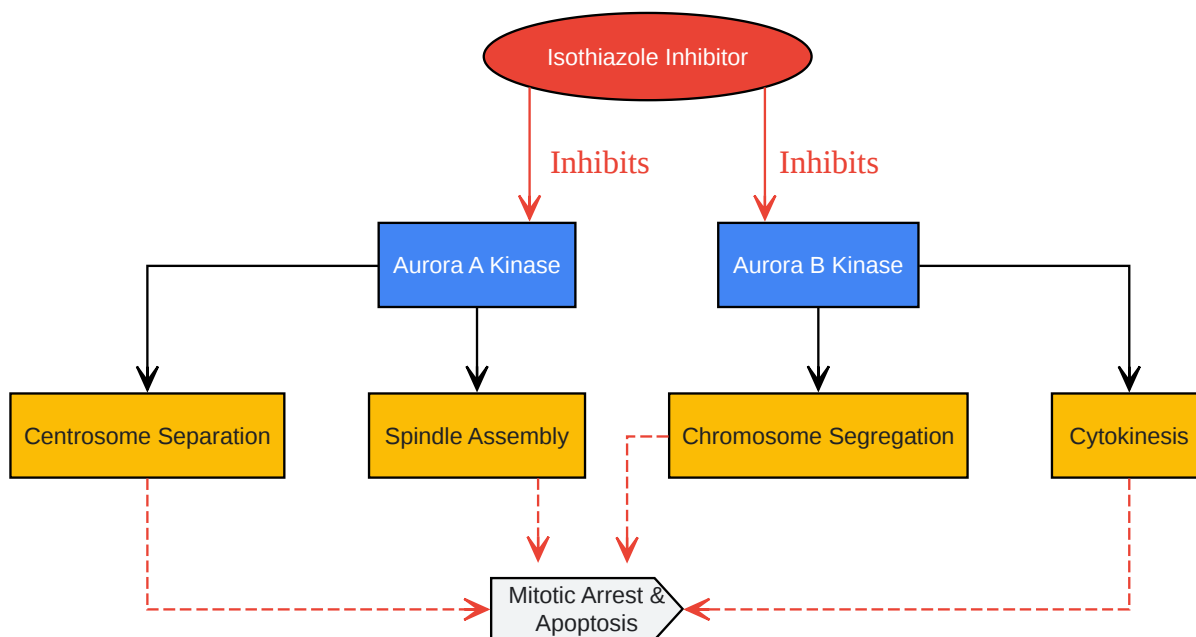 Isothiazole Inhibitor
Inhibits
Inhibits
Aurora A Kinase
Aurora B Kinase
Centrosome Separation
Spindle Assembly
Chromosome Segregation
Cytokinesis
Mitotic Arrest &
Apoptosis